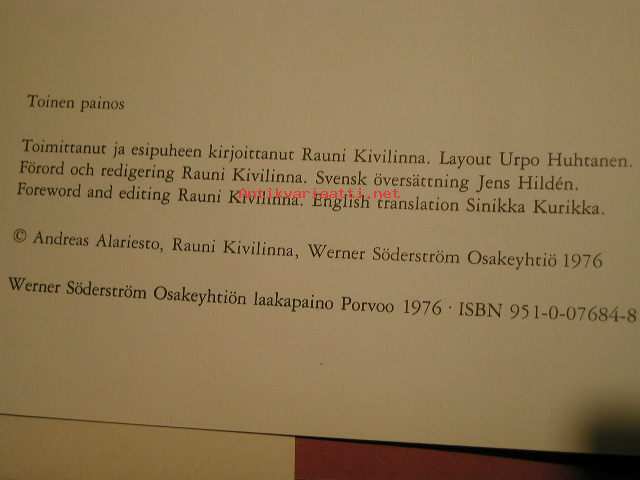 Toinen painos
Toimittanut ja esipuheen kirjoittanut Rauni Kivilinna. Layout Urpo Huhtanen.
Förord och redigering Rauni Kivilinna. Svensk översättning Jens Hildén.
Antikvariaatti.net
Foreword and editing Rauni Kivilinna. English translation Sinikka Kurikka.
© Andreas Alariesto, Rauni Kivilinna, Werner Söderström Osakeyhtiö 1976
Werner Söderström Osakeyhtiön laakapaino Porvoo 1976 · ISBN 951-0-07684-8